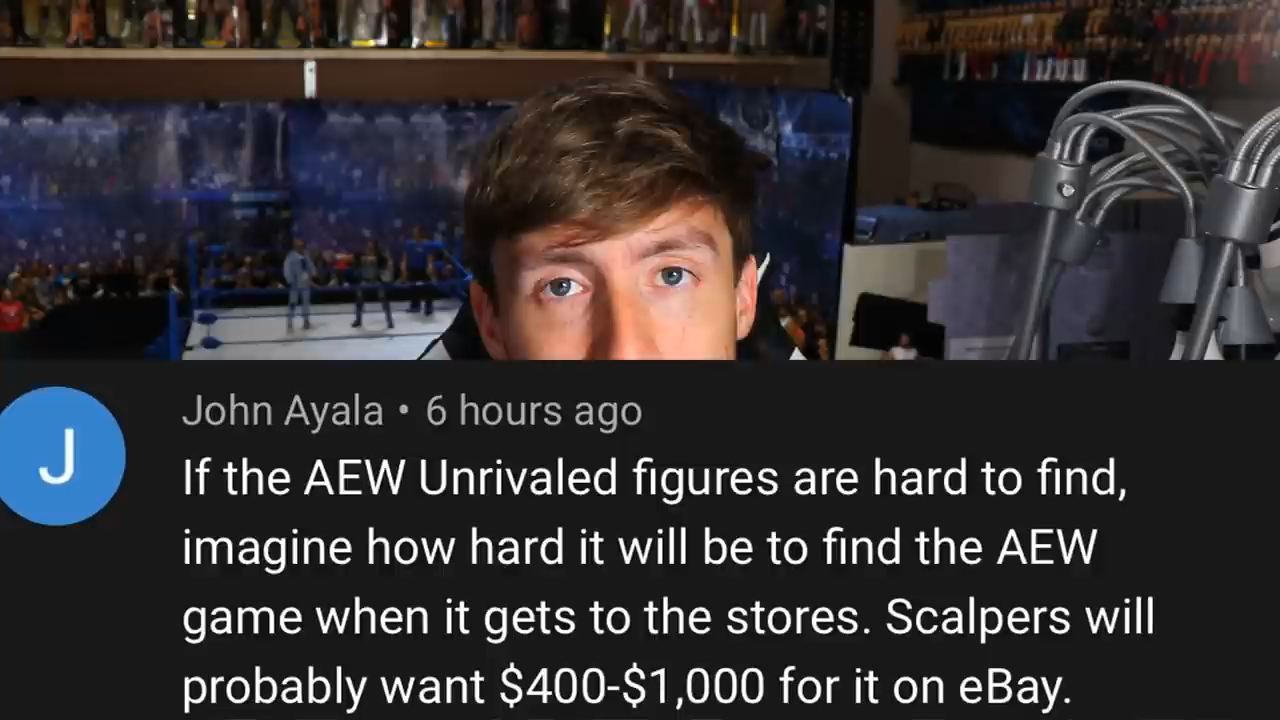 J
John Ayala • 6 hours ago
If the AEW Unrivaled figures are hard to find,
imagine how hard it will be to find the AEW
game when it gets to the stores. Scalpers will
probably want $400-$1,000 for it on eBay.